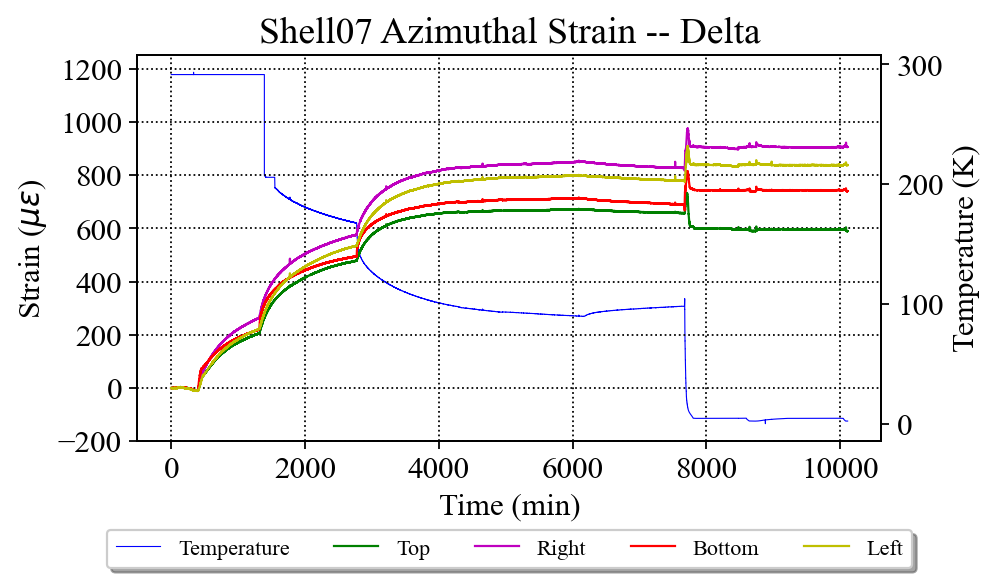 Shell07 Azimuthal Strain -- Delta
1200
1000
800
600
400
200
0
−200
Strain (με)
300
200
100
0
Temperature (K)
0 2000 4000 6000 8000 10000
Time (min)
Temperature Top Right Bottom Left